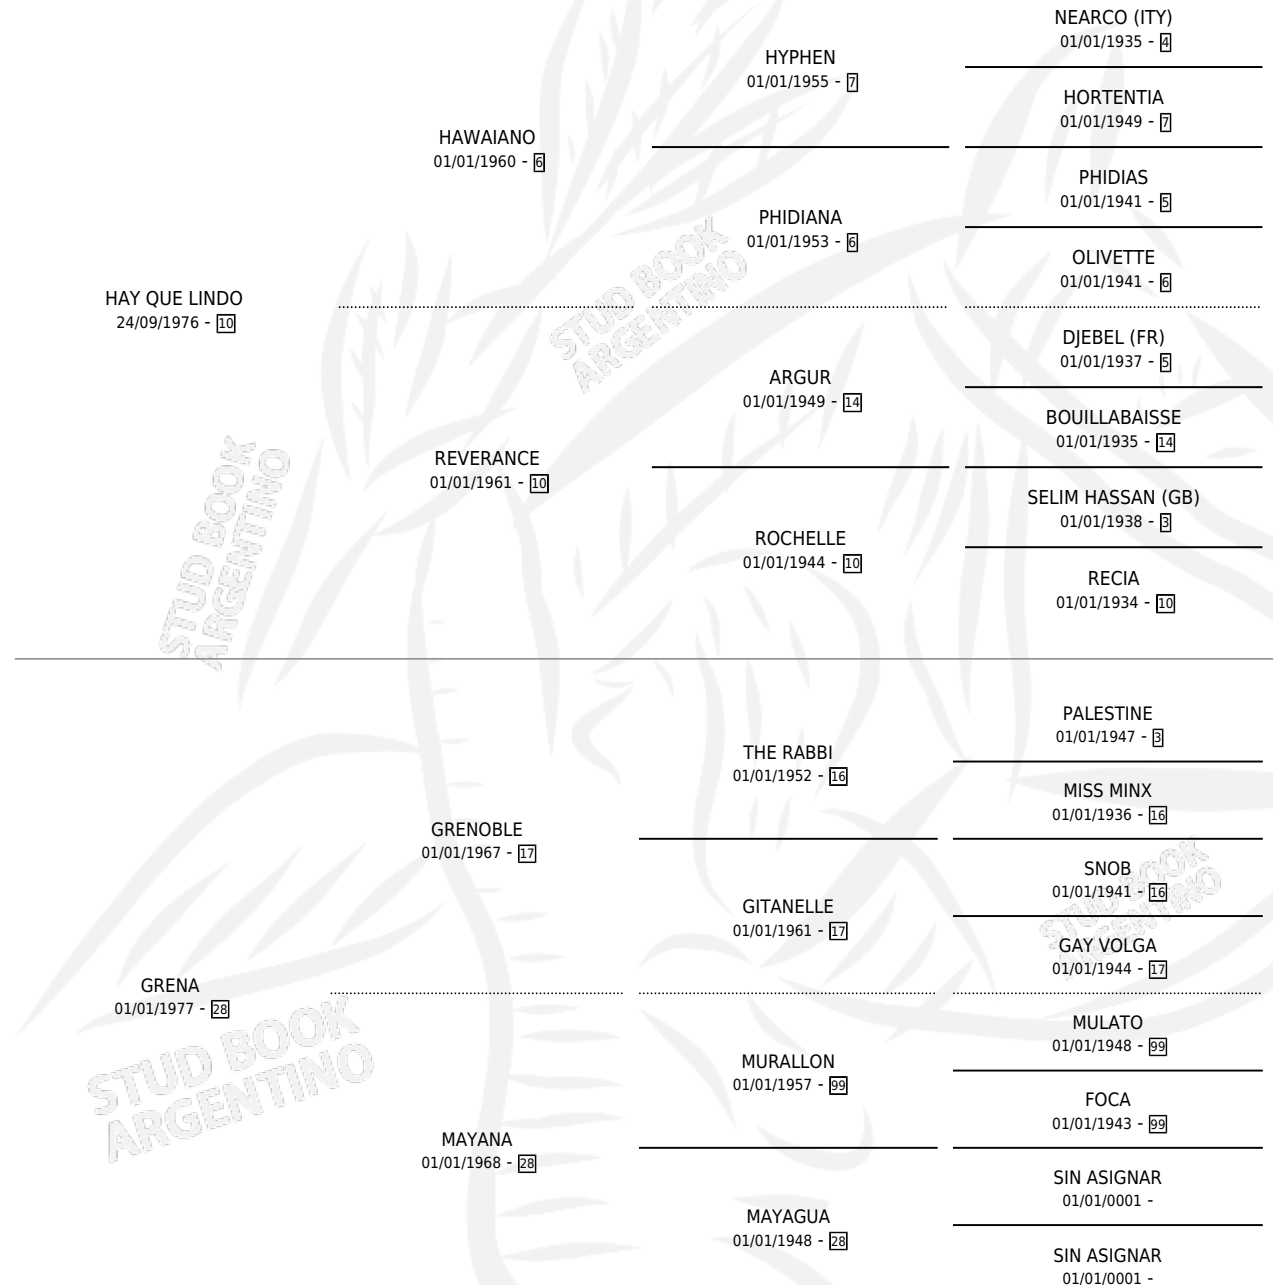 NEARCO (ITY)
01/01/1935 - 4
HYPHEN
01/01/1955 - 7
HORTENTIA
01/01/1949 - 7
HAWAIANO
01/01/1960 - 6
PHIDIAS
01/01/1941 - 5
PHIDIANA
01/01/1953 - 6
OLIVETTE
01/01/1941 - 6
HAY QUE LINDO
24/09/1976 - 10
DJEBEL (FR)
01/01/1937 - 5
ARGUR
01/01/1949 - 14
BOUILLABAISSE
01/01/1935 - 14
REVERANCE
01/01/1961 - 10
SELIM HASSAN (GB)
01/01/1938 - 3
ROCHELLE
01/01/1944 - 10
RECIA
01/01/1934 - 10
PALESTINE
01/01/1947 - 3
THE RABBI
01/01/1952 - 16
MISS MINX
01/01/1936 - 16
GRENOBLE
01/01/1967 - 17
SNOB
01/01/1941 - 16
GITANELLE
01/01/1961 - 17
GAY VOLGA
01/01/1944 - 17
GRENA
01/01/1977 - 28
MULATO
01/01/1948 - 99
MURALLON
01/01/1957 - 99
FOCA
01/01/1943 - 99
MAYANA
01/01/1968 - 28
SIN ASIGNAR
01/01/0001 -
MAYAGUA
01/01/1948 - 28
SIN ASIGNAR
01/01/0001 -
STUD BOOK
ARGENTINO
STUD BOOK
ARGENTINO
STUD BOOK
ARGENTINO
STUD BOOK
ARGENTINO